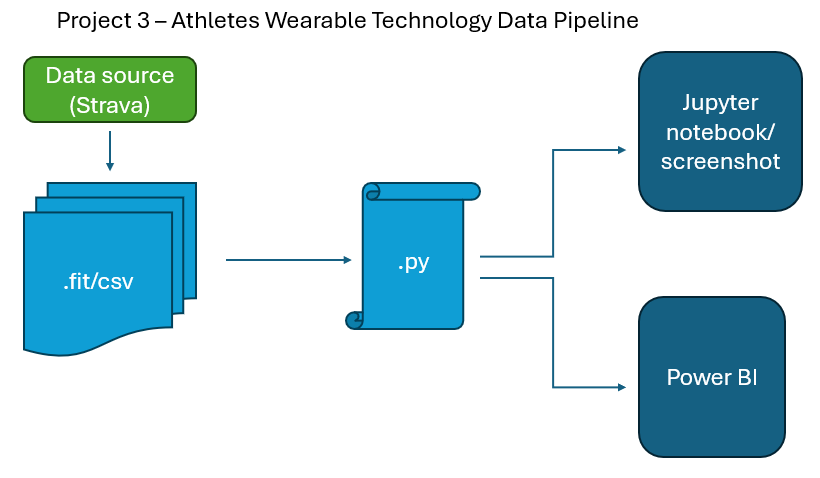 Project 3 – Athletes Wearable Technology Data Pipeline
Data source
(Strava)
.fit/csv
.py
Jupyter
notebook/
screenshot
Power BI